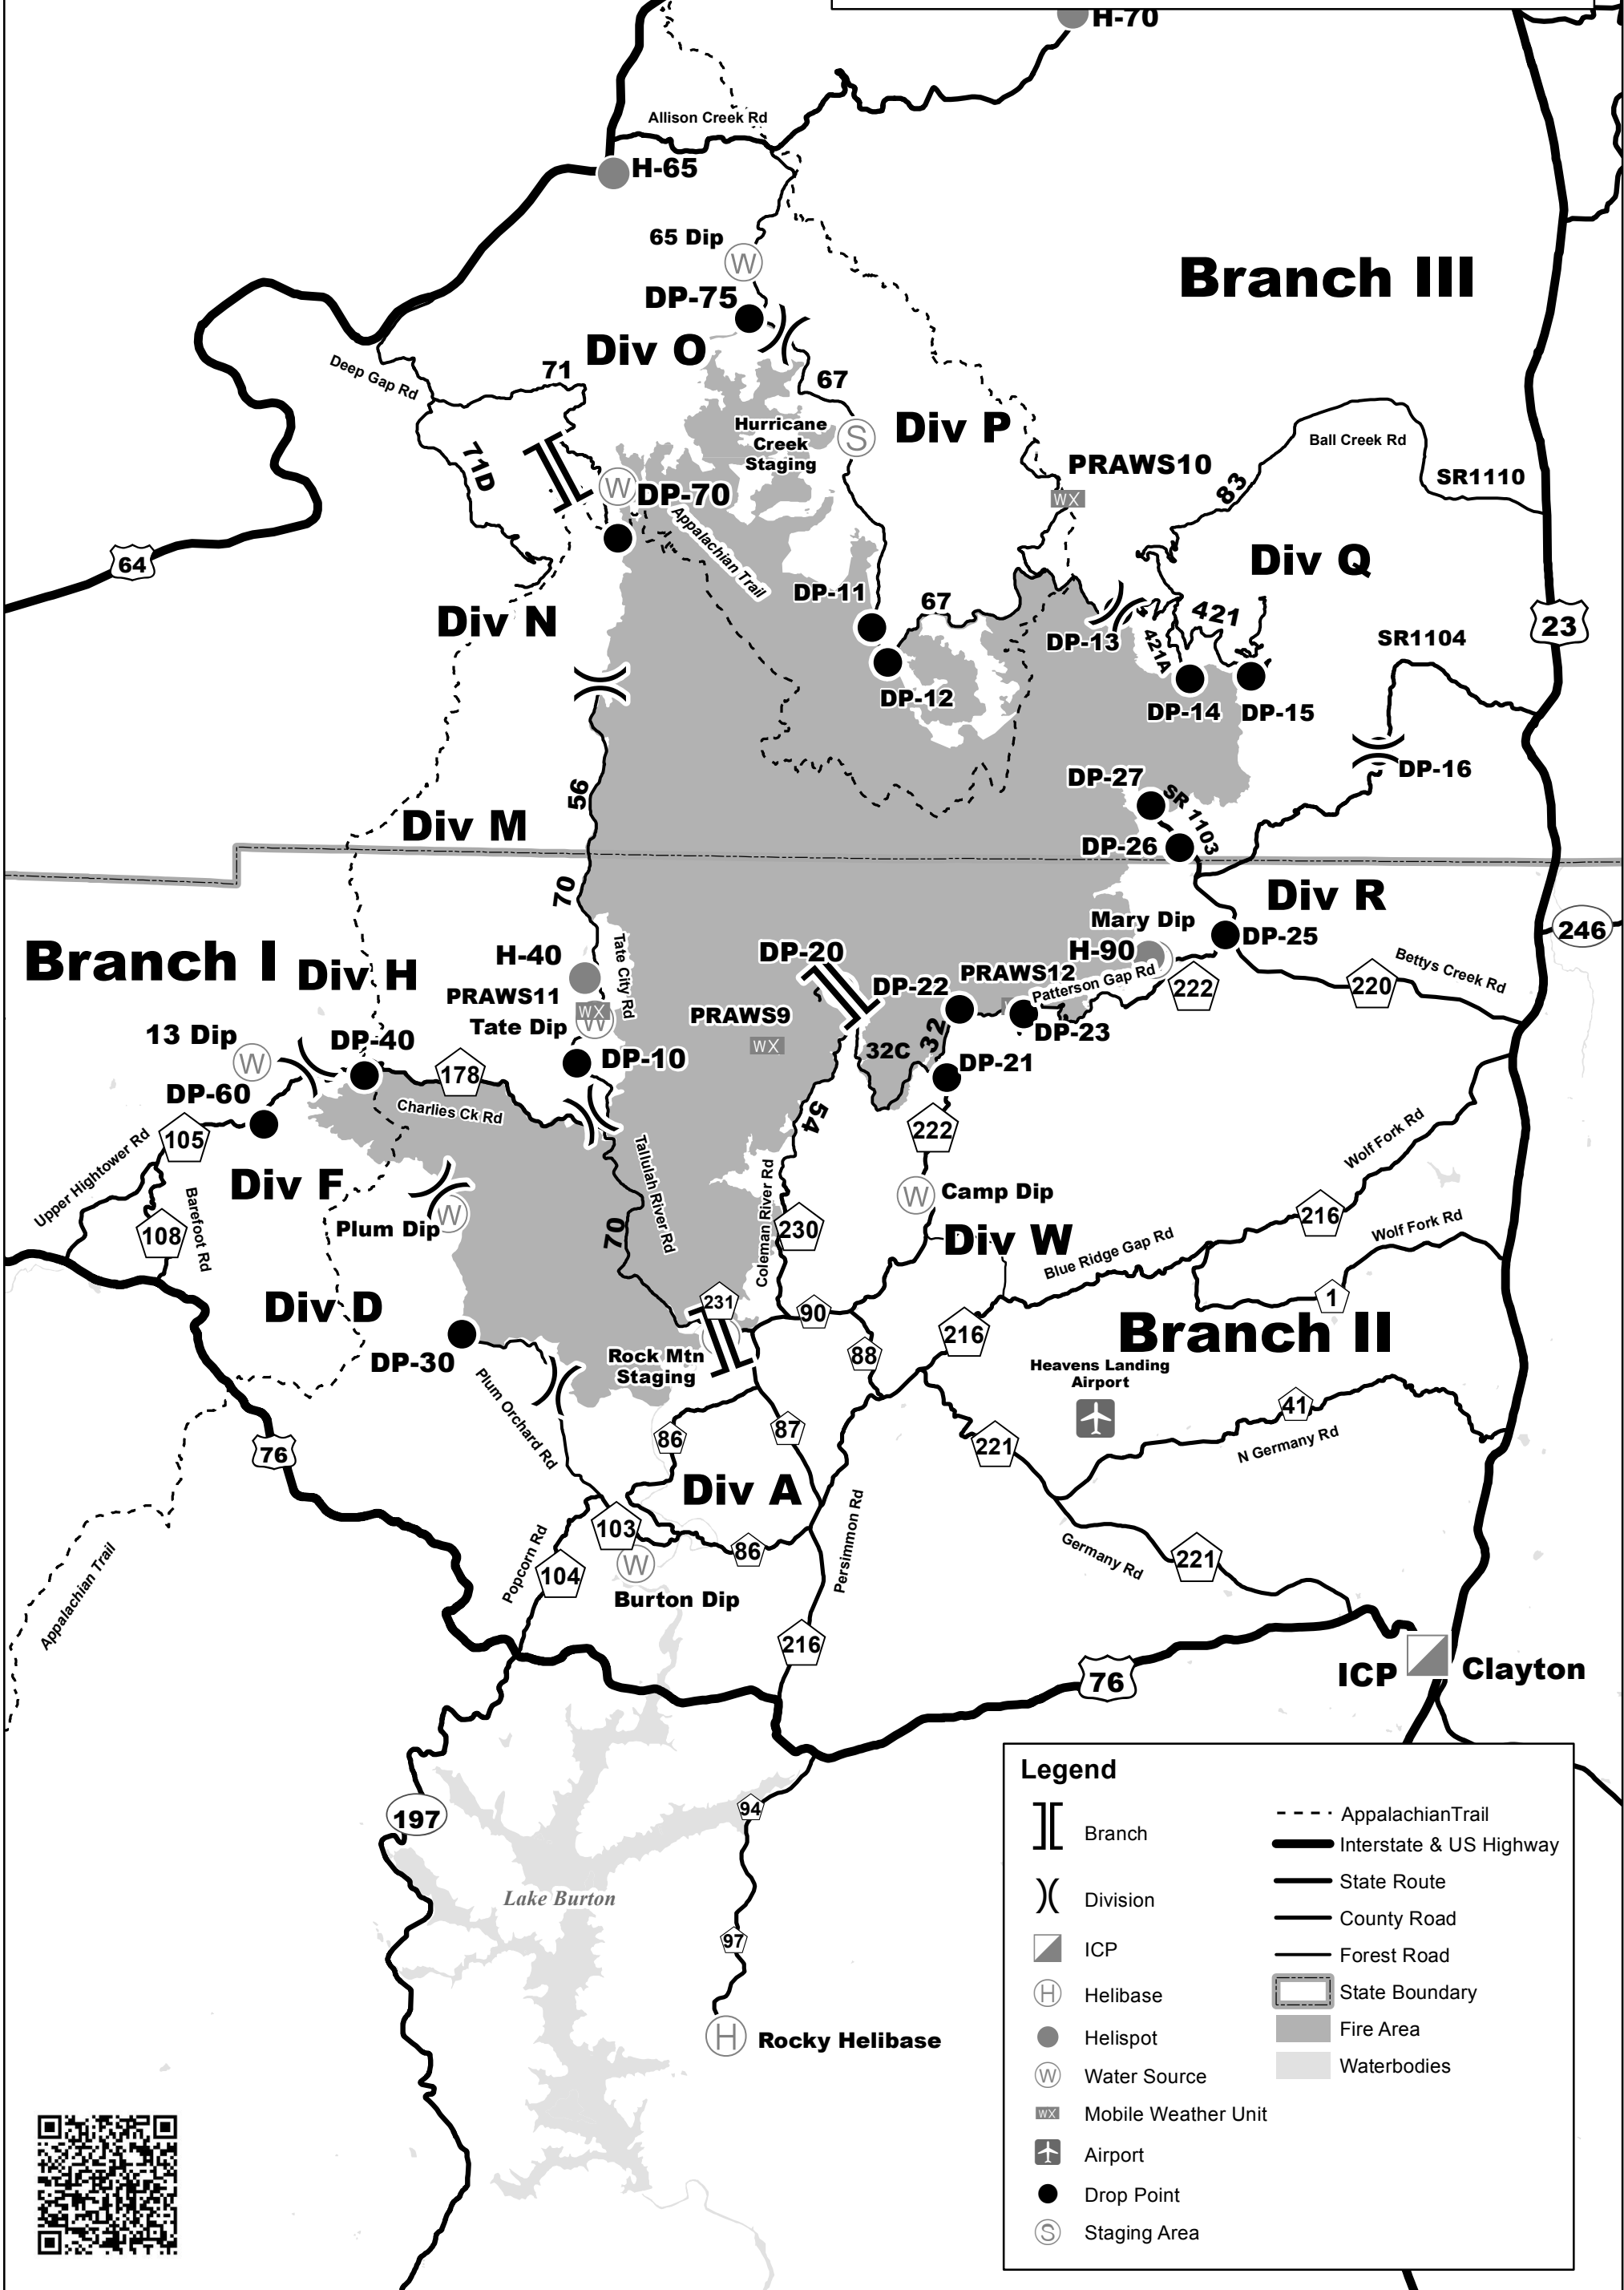 H-70
Allison Creek Rd
H-65
65 Dip
W
Branch III
DP-75
Div O
Deep Gap Rd
71
67
Hurricane
Creek
Staging
S
Div P
Ball Creek Rd
71D
PRAWS10
WX
SR1110
83
W
DP-70
Appalachian Trail
64
Div Q
DP-11
67
421
Div N
DP-13
421A
23
SR1104
DP-12
DP-14
DP-15
DP-16
56
DP-27
SR 1103
Div M
DP-26
70
Div R
Mary Dip
246
Branch I
Div H
H-40
Tate City Rd
DP-20
H-90
DP-25
Bettys Creek Rd
PRAWS11
WX
DP-22
PRAWS12
Patterson Gap Rd
222
220
Tate Dip
W
PRAWS9
WX
DP-23
13 Dip
W
DP-40
178
DP-10
32C
32
DP-21
DP-60
Charlies Ck Rd
54
222
105
Upper Hightower Rd
Wolf Fork Rd
Tallulah River Rd
Div F
Barefoot Rd
108
Plum Dip
W
70
Coleman River Rd
230
W
Camp Dip
Div W
216
Wolf Fork Rd
Blue Ridge Gap Rd
Div D
231
90
1
216
Branch II
DP-30
Rock Mtn
Staging
88
Heavens Landing
Airport
Plum Orchard Rd
76
86
87
221
41
N Germany Rd
Div A
103
86
Persimmon Rd
Popcorn Rd
104
W
Burton Dip
Germany Rd
221
Appalachian Trail
216
76
ICP
Clayton
197
94
Lake Burton
97
H
Rocky Helibase
Legend
Branch
Division
ICP
H
Helibase
Helispot
W
Water Source
WX
Mobile Weather Unit
Airport
Drop Point
S
Staging Area
AppalachianTrail
Interstate & US Highway
State Route
County Road
Forest Road
State Boundary
Fire Area
Waterbodies